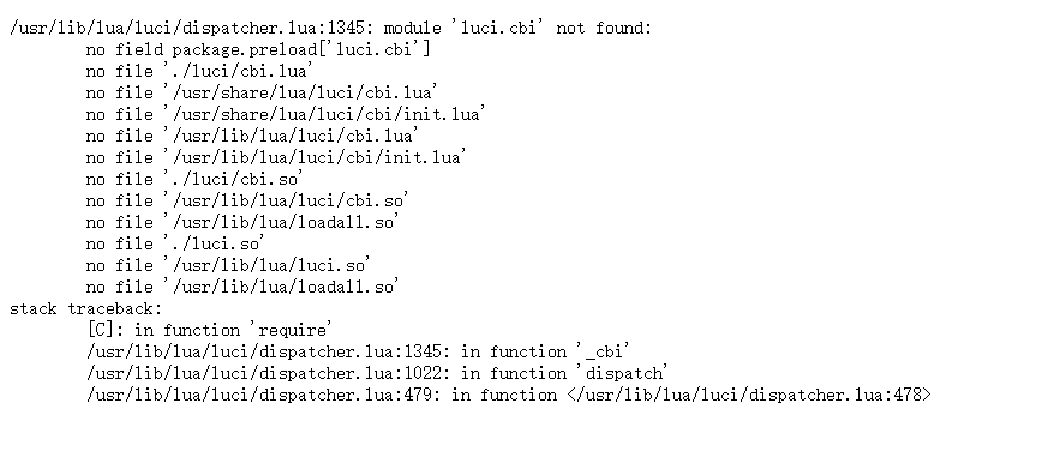 /usr/lib/lua/luci/dispatcher.lua:1345: module 'luci.cbi' not found:
no field package.preload['luci.cbi']
no file './luci/cbi.lua'
no file '/usr/share/lua/luci/cbi.lua'
no file '/usr/share/lua/luci/cbi/init.lua'
no file '/usr/lib/lua/luci/cbi.lua'
no file '/usr/lib/lua/luci/cbi/init.lua'
no file './luci/cbi.so'
no file '/usr/lib/lua/luci/cbi.so'
no file '/usr/lib/lua/loadall.so'
no file './luci.so'
no file '/usr/lib/lua/luci.so'
no file '/usr/lib/lua/loadall.so'
stack traceback:
[C]: in function 'require'
/usr/lib/lua/luci/dispatcher.lua:1345: in function '_cbi'
/usr/lib/lua/luci/dispatcher.lua:1022: in function 'dispatch'
/usr/lib/lua/luci/dispatcher.lua:479: in function </usr/lib/lua/luci/dispatcher.lua:478>